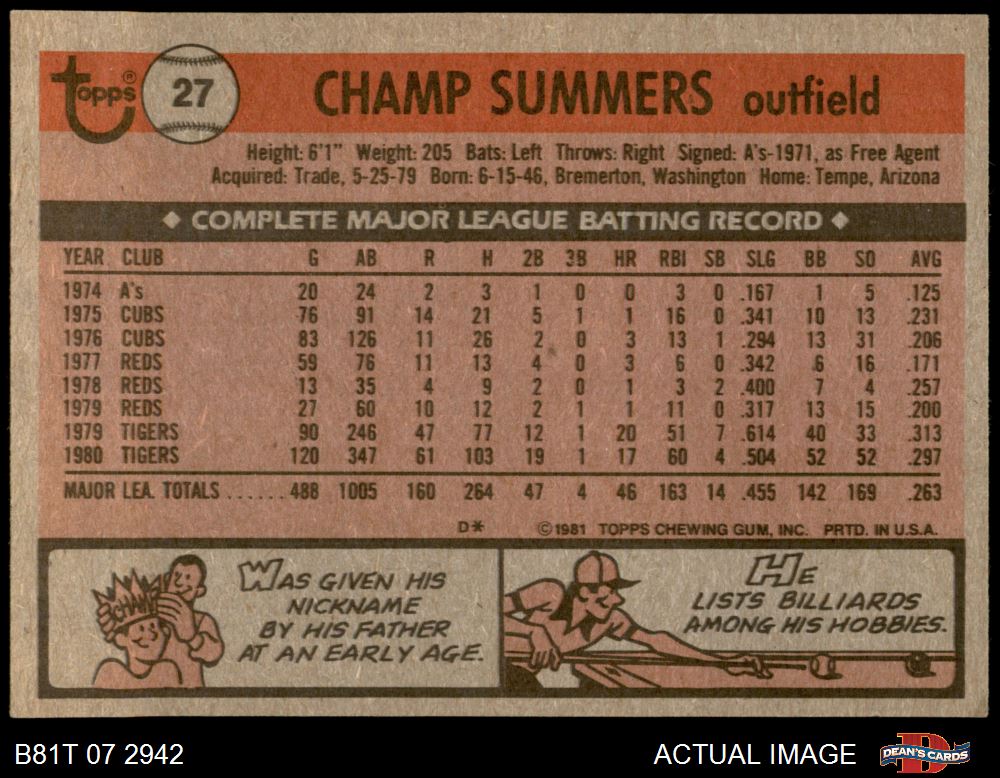 topps® 27 CHAMP SUMMERS outfield
Height: 6'1" Weight: 205 Bats: Left Throws: Right Signed: A's-1971, as Free Agent
Acquired: Trade, 5-25-79 Born: 6-15-46, Bremerton, Washington Home: Tempe, Arizona
◆ COMPLETE MAJOR LEAGUE BATTING RECORD ◆
YEAR CLUB G AB R H 2B 3B HR RBI SB SLG BB SO AVG
1974 A's 20 24 2 3 1 0 0 3 0 .167 1 5 .125
1975 CUBS 76 91 14 21 5 1 1 16 0 .341 10 13 .231
1976 CUBS 83 126 11 26 2 0 3 13 1 .294 13 31 .206
1977 REDS 59 76 11 13 4 0 3 6 0 .342 6 16 .171
1978 REDS 13 35 4 9 2 0 1 3 2 .400 7 4 .257
1979 REDS 27 60 10 12 2 1 1 11 0 .317 13 15 .200
1979 TIGERS 90 246 47 77 12 1 20 51 7 .614 40 33 .313
1980 TIGERS 120 347 61 103 19 1 17 60 4 .504 52 52 .297
MAJOR LEA. TOTALS ...... 488 1005 160 264 47 4 46 163 14 .455 142 169 .263
D* ©1981 TOPPS CHEWING GUM, INC. PRTD. IN U.S.A.
CHAMP
WAS GIVEN HIS
NICKNAME
BY HIS FATHER
AT AN EARLY AGE.
HE
LISTS BILLIARDS
AMONG HIS HOBBIES.
B81T 07 2942 ACTUAL IMAGE D DEAN'S CARDS